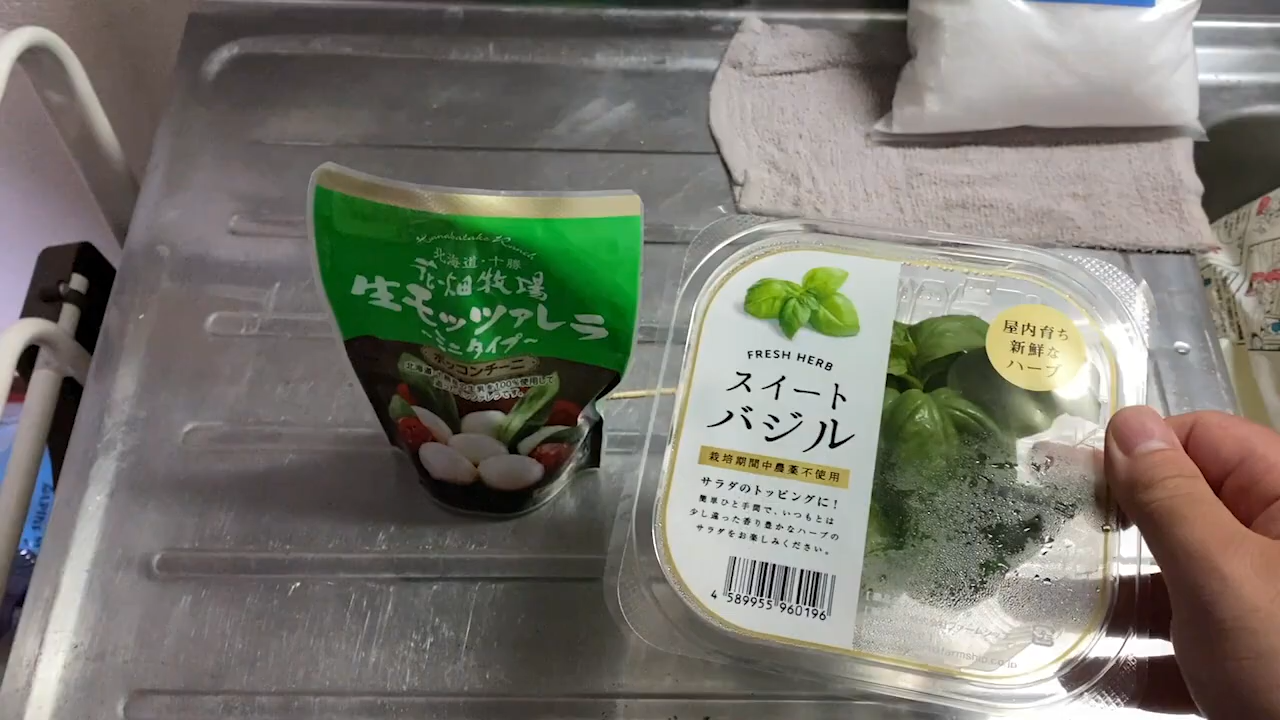 Hanabatake Ranch
北海道・十勝
花畑牧場
生モッツァレラ
〜ミニタイプ〜
ボッコンチーニ
FRESH HERB
スイート
バジル
栽培期間中農薬不使用
サラダのトッピングに！
簡単ひと手間で、いつもとは
少し違った香り豊かなハーブの
サラダをお楽しみください。
4 589955 960196
屋内育ち
新鮮な
ハーブ